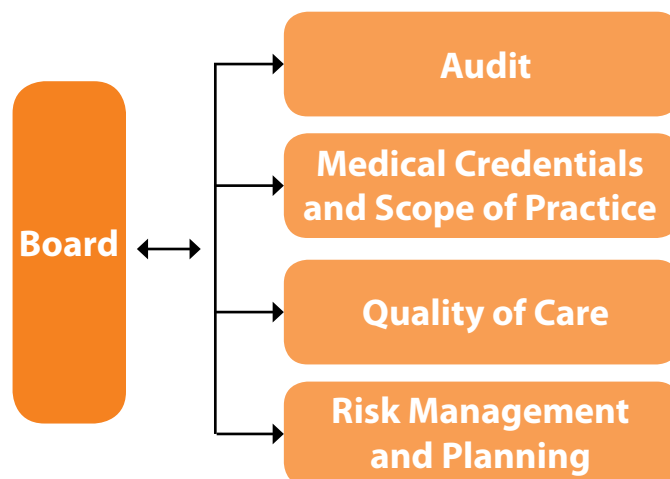 Board
Audit
Medical Credentials
and Scope of Practice
Quality of Care
Risk Management
and Planning